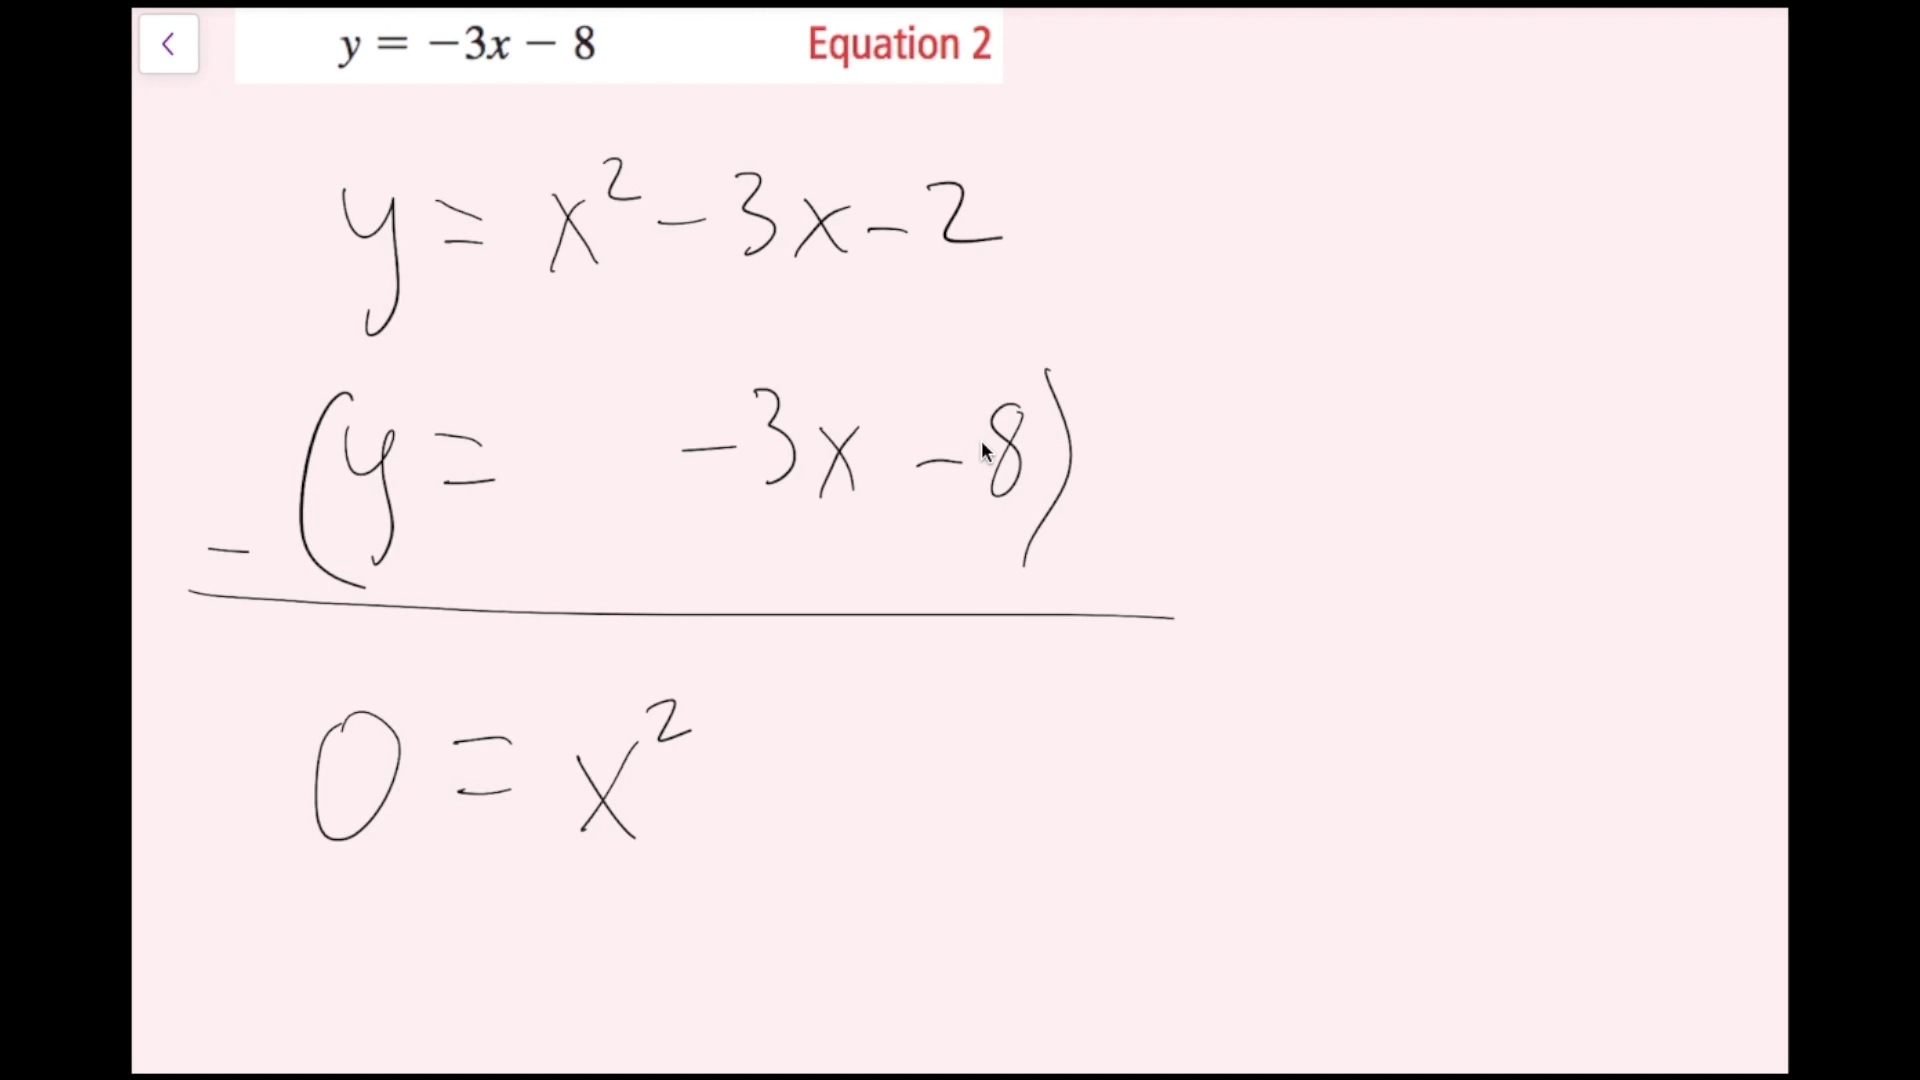 y = −3x − 8 Equation 2
y = x² − 3x − 2
(y = −3x − 8)
−
0 = x²